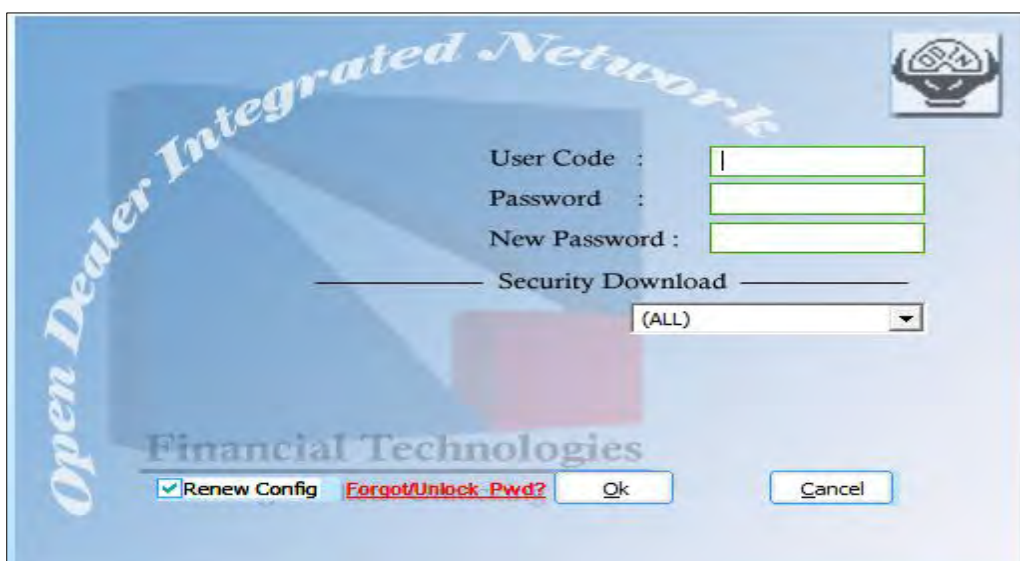 Open Dealer Integrated Network
ODIN
User Code :
Password :
New Password :
Security Download
(ALL)
Financial Technologies
Renew Config
Forgot/Unlock Pwd?
Ok
Cancel